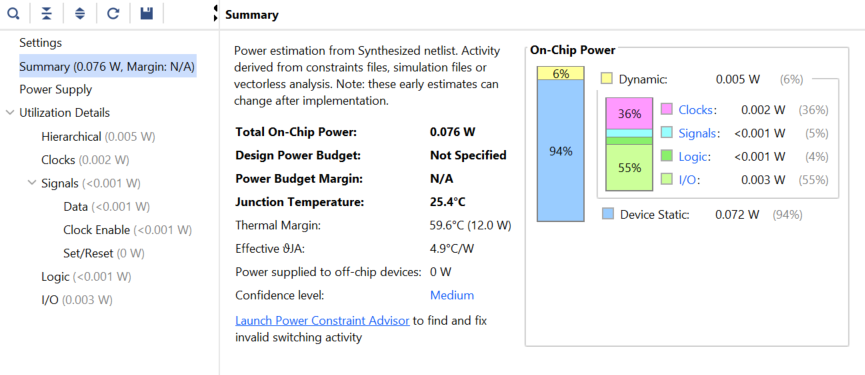 Summary
Settings
Summary (0.076 W, Margin: N/A)
Power Supply
Utilization Details
Hierarchical (0.005 W)
Clocks (0.002 W)
Signals (<0.001 W)
Data (<0.001 W)
Clock Enable (<0.001 W)
Set/Reset (0 W)
Logic (<0.001 W)
I/O (0.003 W)
Power estimation from Synthesized netlist. Activity
derived from constraints files, simulation files or
vectorless analysis. Note: these early estimates can
change after implementation.
Total On-Chip Power: 0.076 W
Design Power Budget: Not Specified
Power Budget Margin: N/A
Junction Temperature: 25.4°C
Thermal Margin: 59.6°C (12.0 W)
Effective ϑJA: 4.9°C/W
Power supplied to off-chip devices: 0 W
Confidence level: Medium
Launch Power Constraint Advisor to find and fix
invalid switching activity
On-Chip Power
6%
94%
Dynamic: 0.005 W (6%)
36%
55%
Clocks: 0.002 W (36%)
Signals: <0.001 W (5%)
Logic: <0.001 W (4%)
I/O: 0.003 W (55%)
Device Static: 0.072 W (94%)